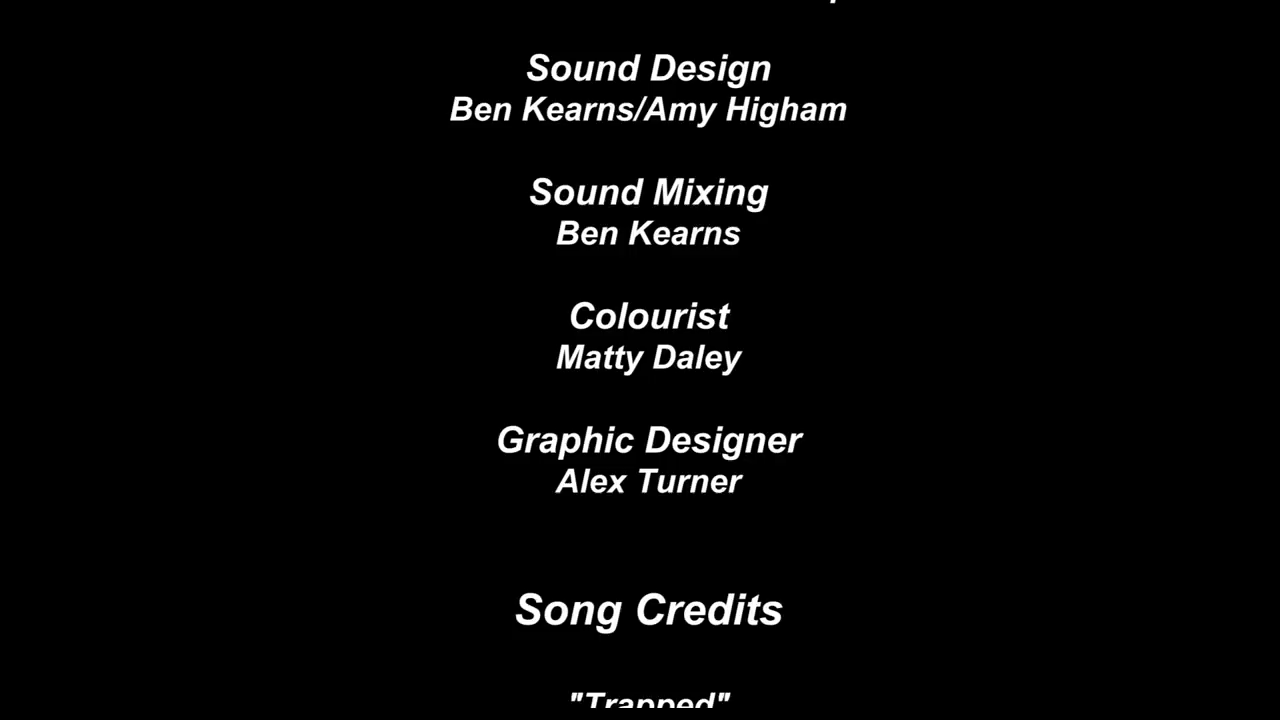 Sound Design
Ben Kearns/Amy Higham
Sound Mixing
Ben Kearns
Colourist
Matty Daley
Graphic Designer
Alex Turner
Song Credits
"Trapped"